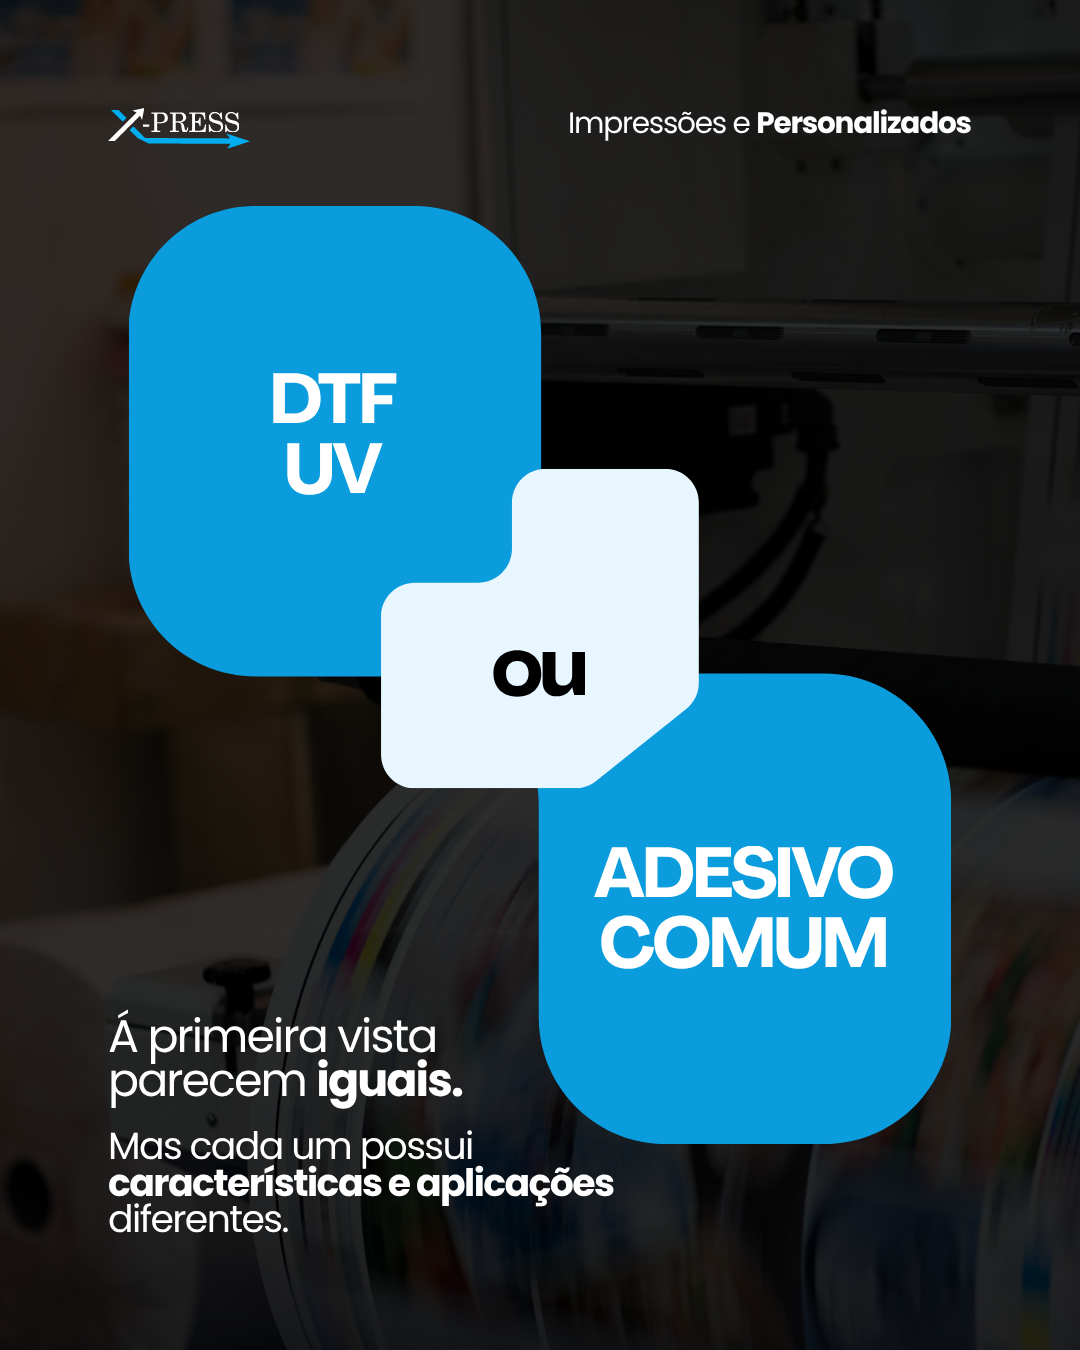 X-PRESS
Impressões e Personalizados
DTF
UV
ou
ADESIVO
COMUM
Á primeira vista
parecem iguais.
Mas cada um possui
características e aplicações
diferentes.